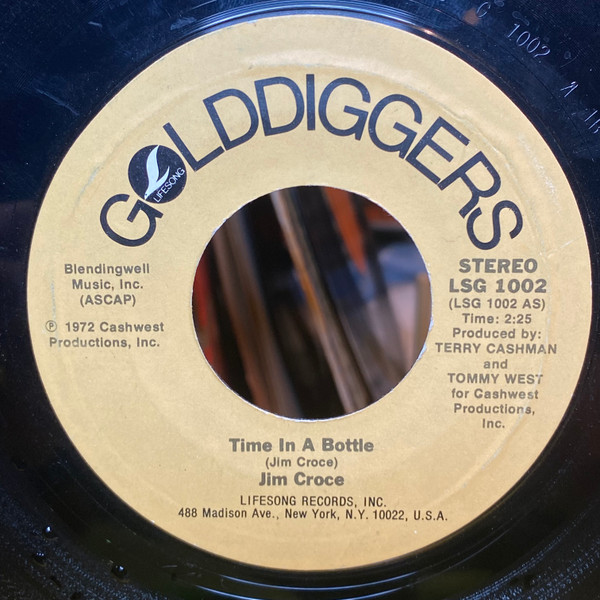 GOLDDIGGERS
LIFESONG
Blendingwell
Music, Inc.
(ASCAP)
℗ 1972 Cashwest
Productions, Inc.
STEREO
LSG 1002
(LSG 1002 AS)
Time: 2:25
Produced by:
TERRY CASHMAN
and
TOMMY WEST
for Cashwest
Productions,
Inc.
Time In A Bottle
(Jim Croce)
Jim Croce
LIFESONG RECORDS, INC.
488 Madison Ave., New York, N.Y. 10022, U.S.A.
G 1002